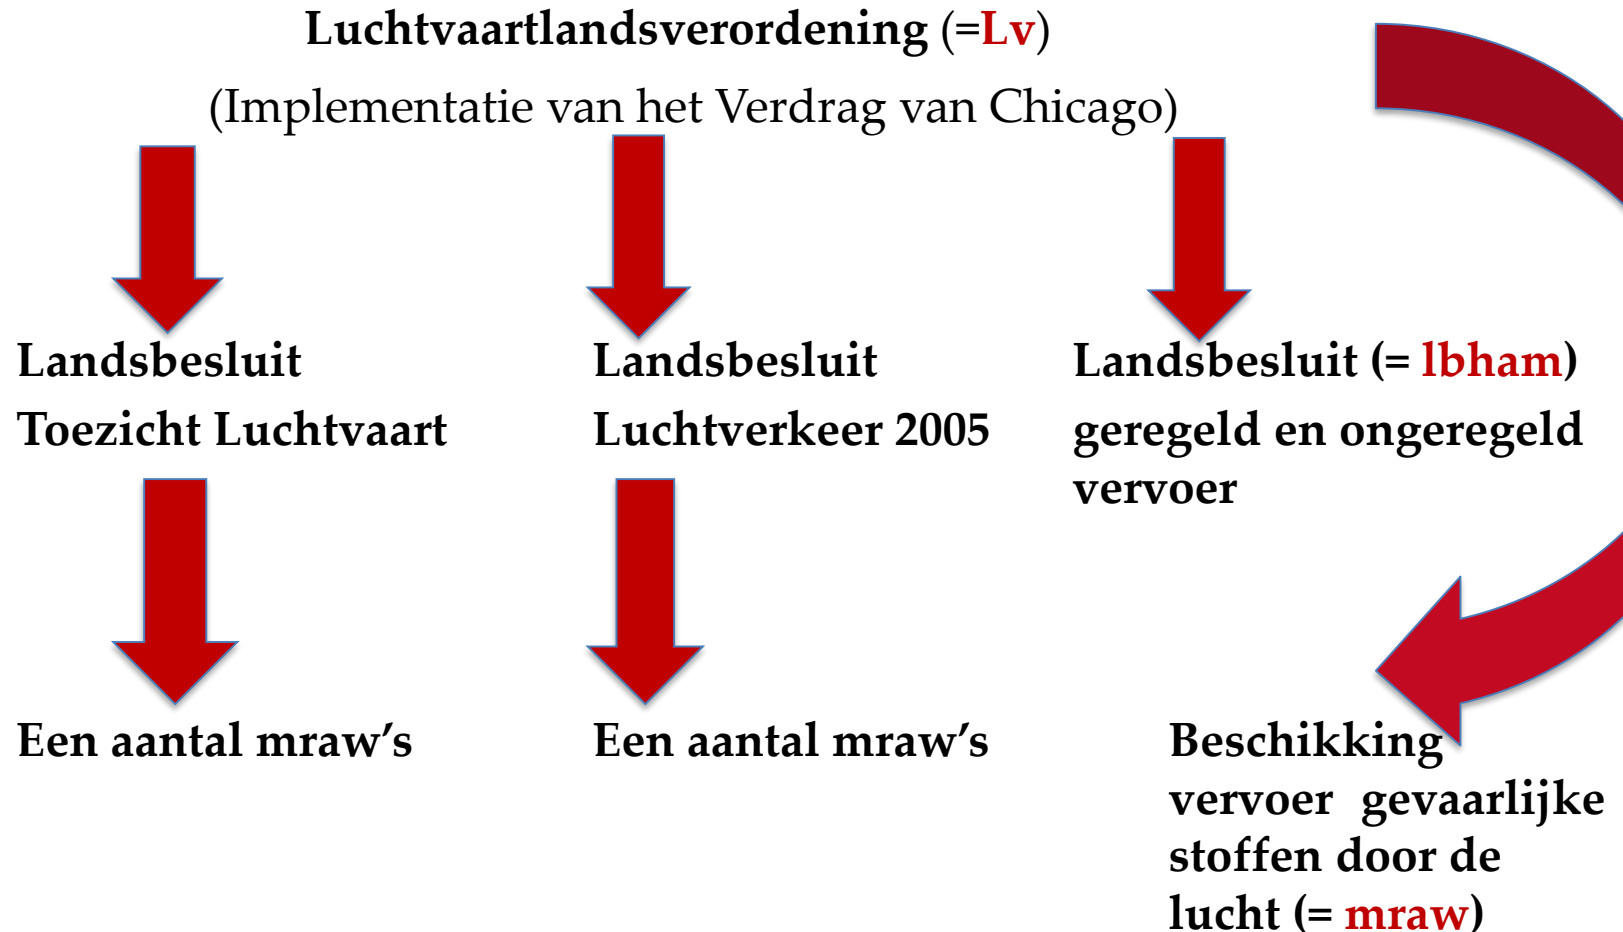 Luchtvaartlandsverordening (=Lv)
(Implementatie van het Verdrag van Chicago)
Landsbesluit
Toezicht Luchtvaart
Landsbesluit
Luchtverkeer 2005
Landsbesluit (= lbham)
geregeld en ongeregeld
vervoer
Een aantal mraw’s
Een aantal mraw’s
Beschikking
vervoer gevaarlijke
stoffen door de
lucht (= mraw)